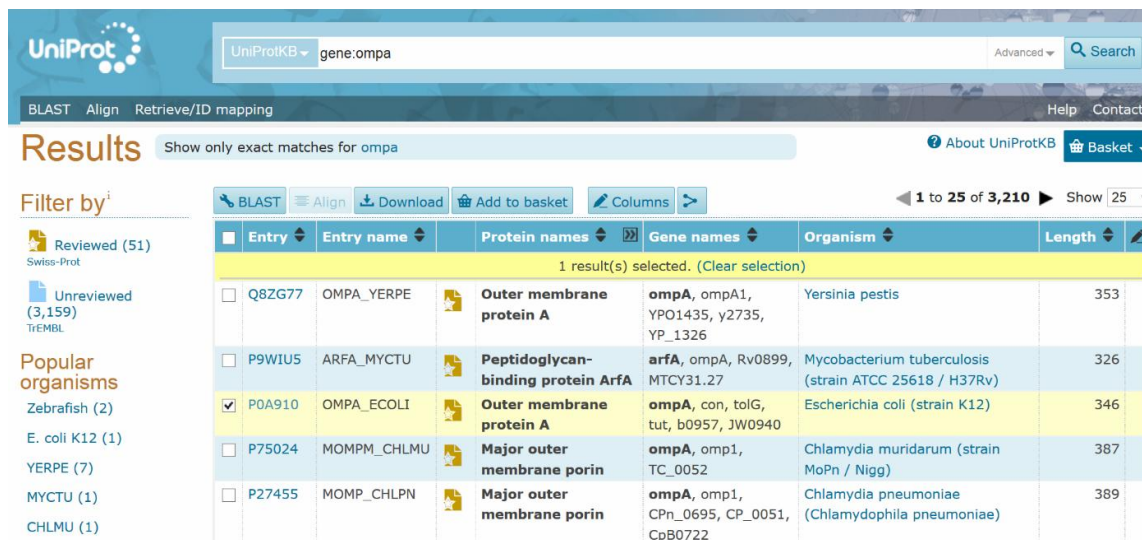 UniProt
UniProtKB gene:ompa Advanced Search
BLAST Align Retrieve/ID mapping Help Contact
Results Show only exact matches for ompa About UniProtKB Basket
Filter by i BLAST Align Download Add to basket Columns 1 to 25 of 3,210 Show 25
Reviewed (51)
Swiss-Prot
Unreviewed
(3,159)
TrEMBL
Popular
organisms
Zebrafish (2)
E. coli K12 (1)
YERPE (7)
MYCTU (1)
CHLMU (1)
Entry Entry name Protein names Gene names Organism Length
1 result(s) selected. (Clear selection)
Q8ZG77 OMPA_YERPE Outer membrane ompA, ompA1, Yersinia pestis 353
protein A YPO1435, y2735,
YP_1326
P9WIU5 ARFA_MYCTU Peptidoglycan- arfA, ompA, Rv0899, Mycobacterium tuberculosis 326
binding protein ArfA MTCY31.27 (strain ATCC 25618 / H37Rv)
P0A910 OMPA_ECOLI Outer membrane ompA, con, tolG, Escherichia coli (strain K12) 346
protein A tut, b0957, JW0940
P75024 MOMPM_CHLMU Major outer ompA, omp1, Chlamydia muridarum (strain 387
membrane porin TC_0052 MoPn / Nigg)
P27455 MOMP_CHLPN Major outer ompA, omp1, Chlamydia pneumoniae 389
membrane porin CPn_0695, CP_0051, (Chlamydophila pneumoniae)
CpB0722